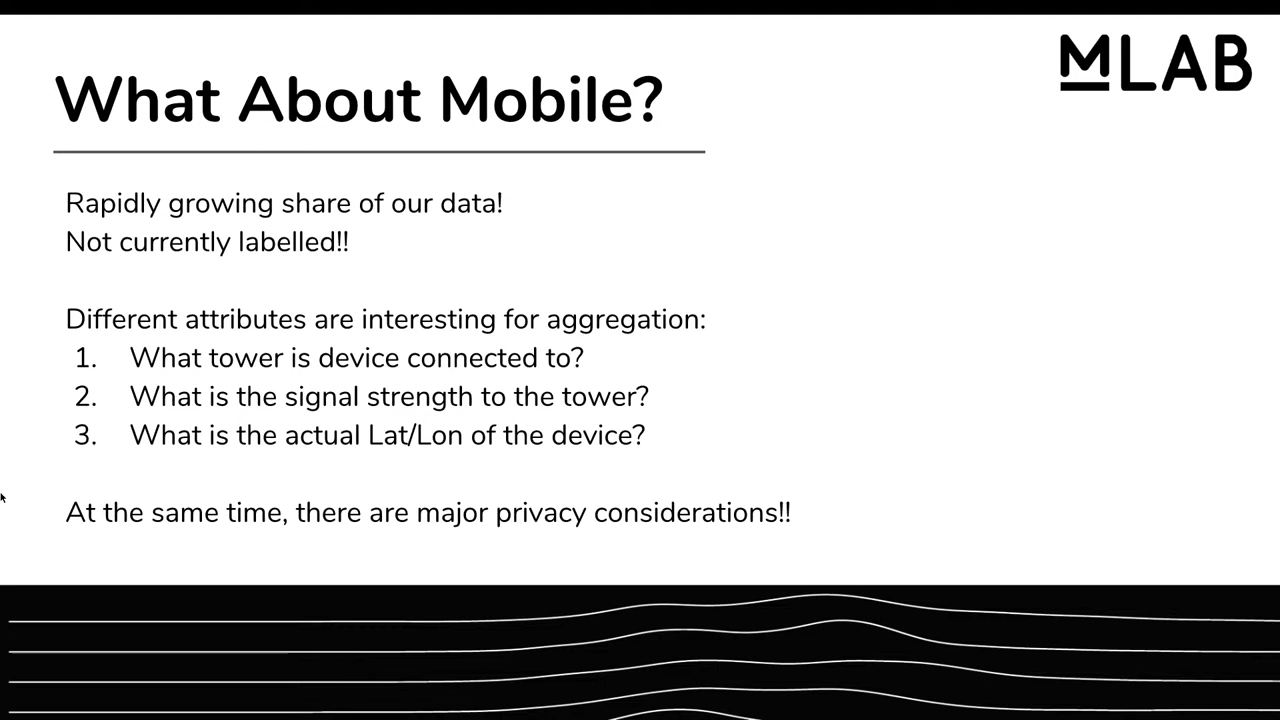 MLAB
What About Mobile?
Rapidly growing share of our data!
Not currently labelled!!
Different attributes are interesting for aggregation:
1. What tower is device connected to?
2. What is the signal strength to the tower?
3. What is the actual Lat/Lon of the device?
At the same time, there are major privacy considerations!!